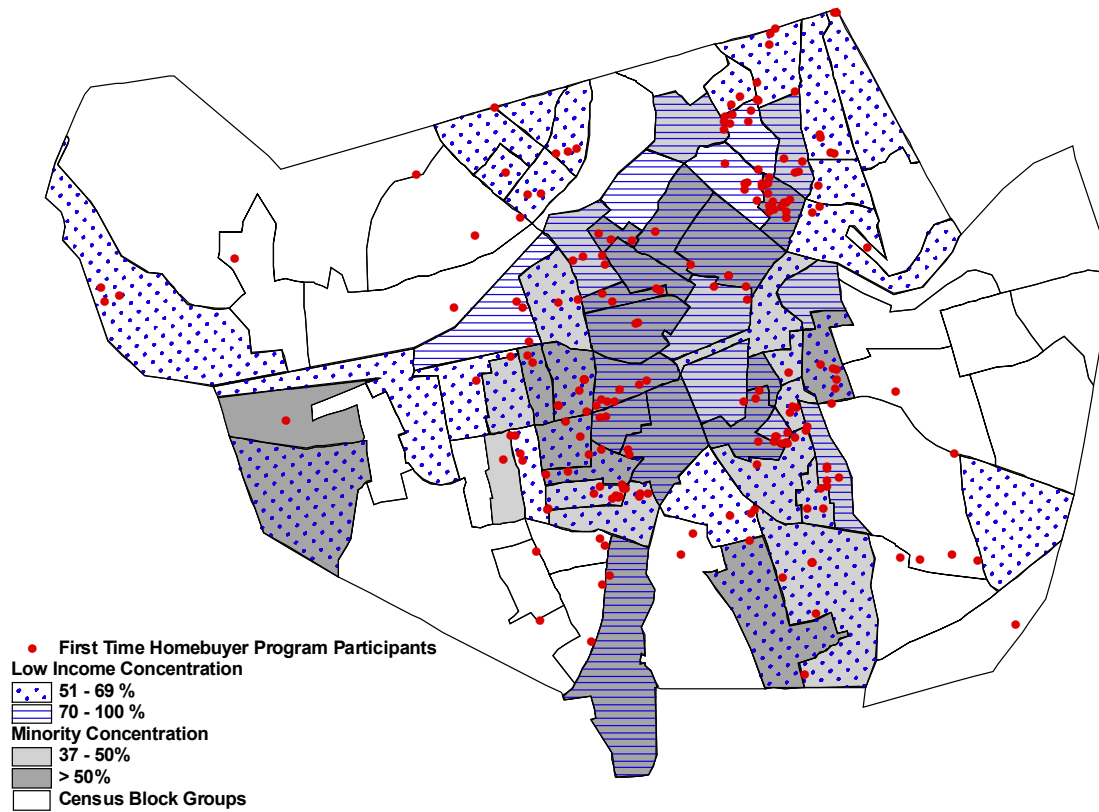 First Time Homebuyer Program Participants
Low Income Concentration
51 - 69 %
70 - 100 %
Minority Concentration
37 - 50%
> 50%
Census Block Groups